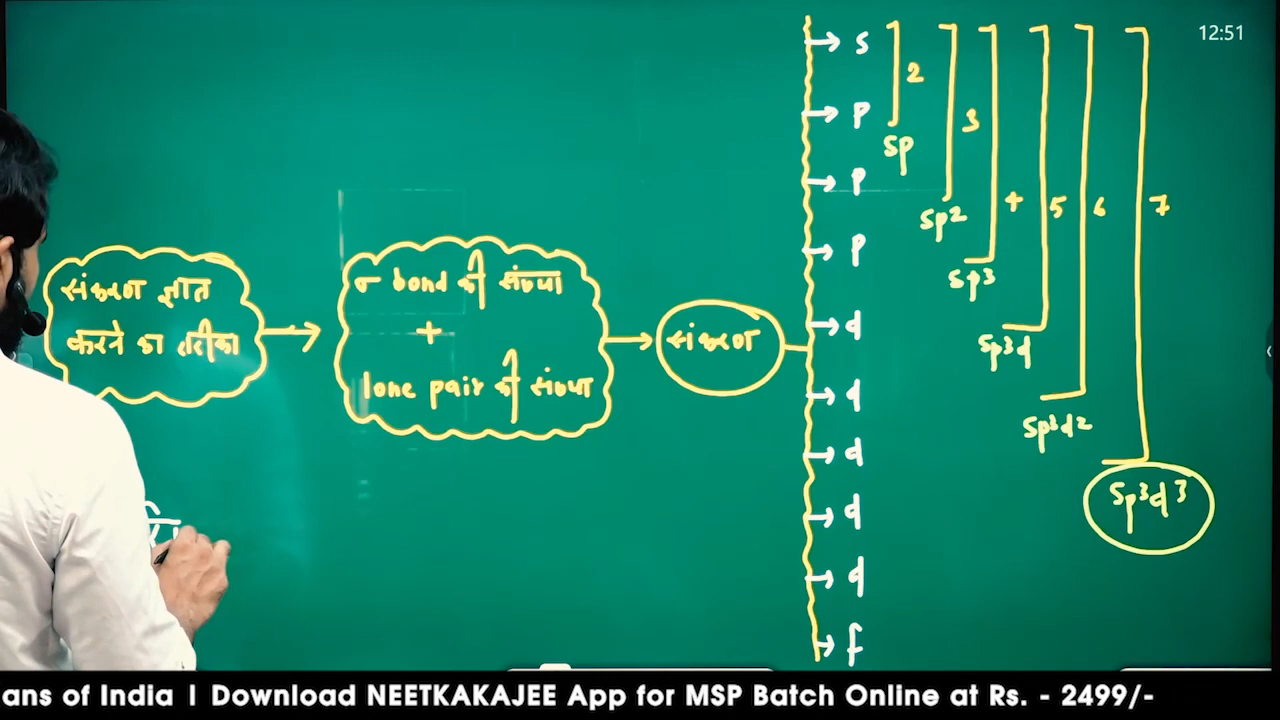 12:51
संकरण ज्ञात
करने का तरीका
σ bond की संख्या
+
lone pair की संख्या
संकरण
s
p
p
p
d
d
d
d
d
f
2
sp
3
sp2
4
sp3
5
sp3d
6
sp3d2
7
sp3d3
ans of India | Download NEETKAKAJEE App for MSP Batch Online at Rs. - 2499/-